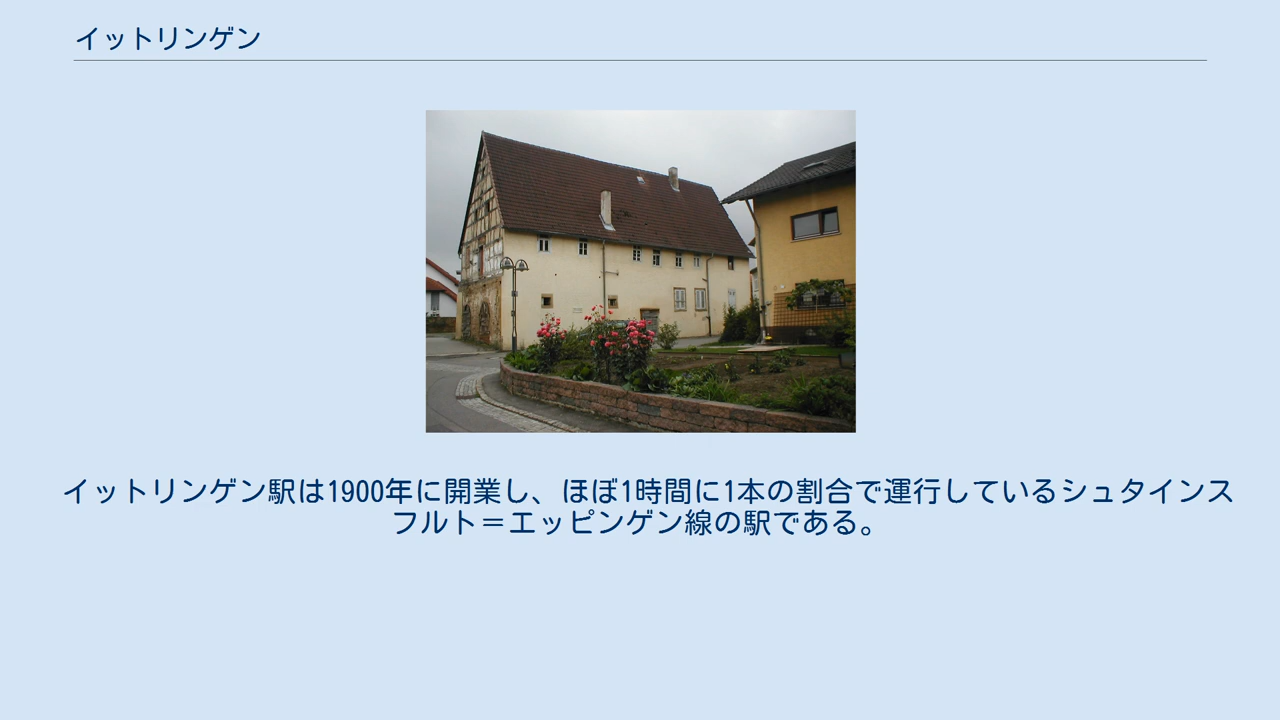 イットリンゲン
イットリンゲン駅は1900年に開業し、ほぼ1時間に1本の割合で運行しているシュタインス
フルト＝エッピンゲン線の駅である。